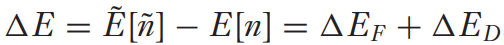 ΔE = Ẽ[ñ] − E[n] = ΔE_F + ΔE_D